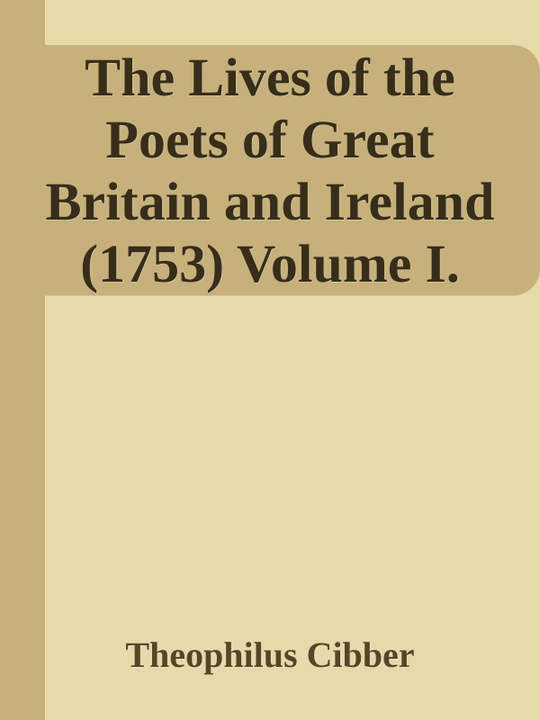 The Lives of the
Poets of Great
Britain and Ireland
(1753) Volume I.
Theophilus Cibber